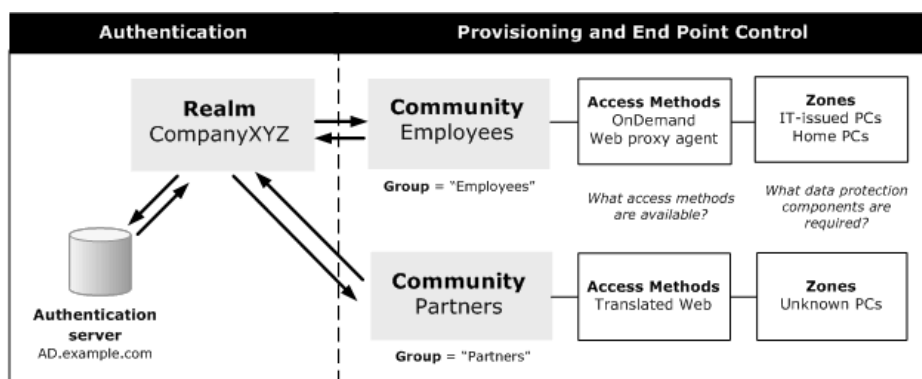 Authentication
Provisioning and End Point Control
Realm
CompanyXYZ
Community
Employees
Group = "Employees"
Access Methods
OnDemand
Web proxy agent
Zones
IT-issued PCs
Home PCs
What access methods
are available?
What data protection
components are
required?
Authentication
server
AD.example.com
Community
Partners
Group = "Partners"
Access Methods
Translated Web
Zones
Unknown PCs